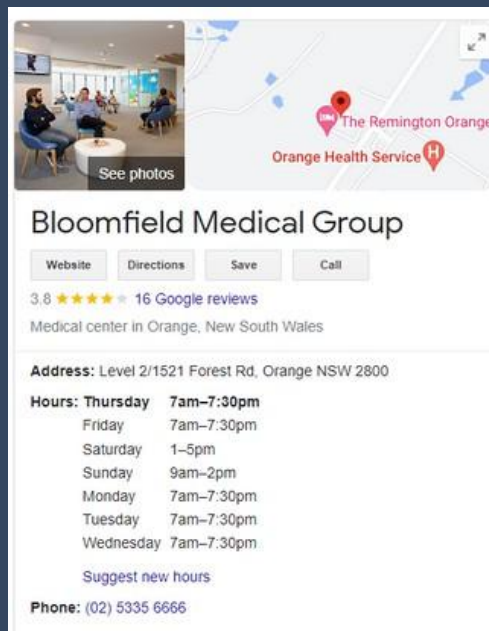 See photos
The Remington Orange
Orange Health Service H
Bloomfield Medical Group
Website Directions Save Call
3.8 16 Google reviews
Medical center in Orange, New South Wales
Address: Level 2/1521 Forest Rd, Orange NSW 2800
Hours: Thursday 7am–7:30pm
Friday 7am–7:30pm
Saturday 1–5pm
Sunday 9am–2pm
Monday 7am–7:30pm
Tuesday 7am–7:30pm
Wednesday 7am–7:30pm
Suggest new hours
Phone: (02) 5335 6666